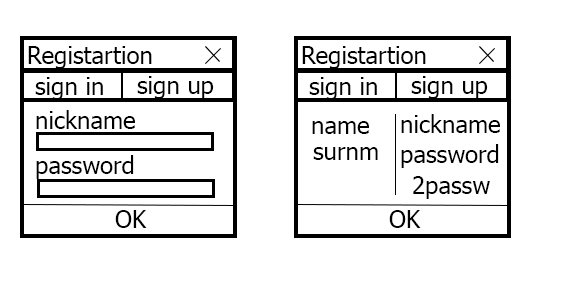 Registartion
sign in sign up
nickname
password
OK
Registartion
sign in sign up
name
surnm
nickname
password
2passw
OK